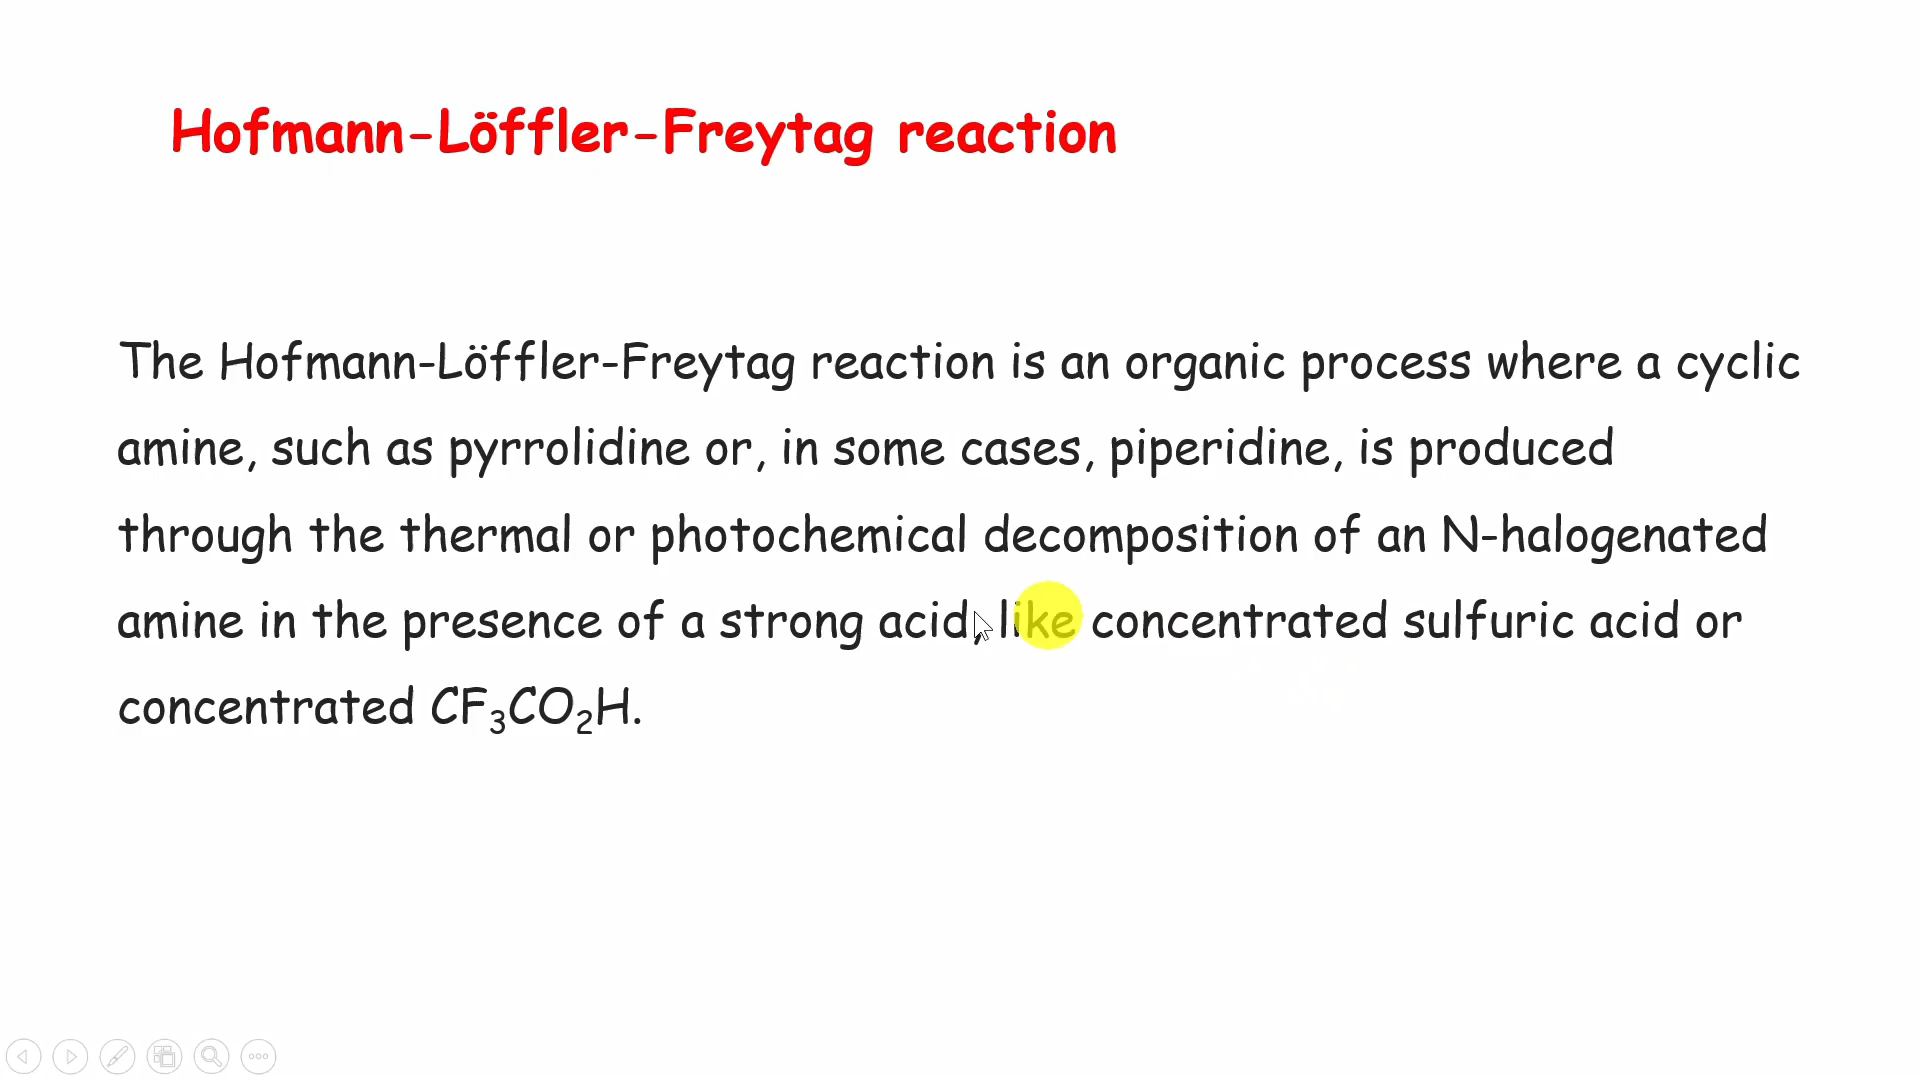 Hofmann-Löffler-Freytag reaction
The Hofmann-Löffler-Freytag reaction is an organic process where a cyclic
amine, such as pyrrolidine or, in some cases, piperidine, is produced
through the thermal or photochemical decomposition of an N-halogenated
amine in the presence of a strong acid, like concentrated sulfuric acid or
concentrated CF₃CO₂H.